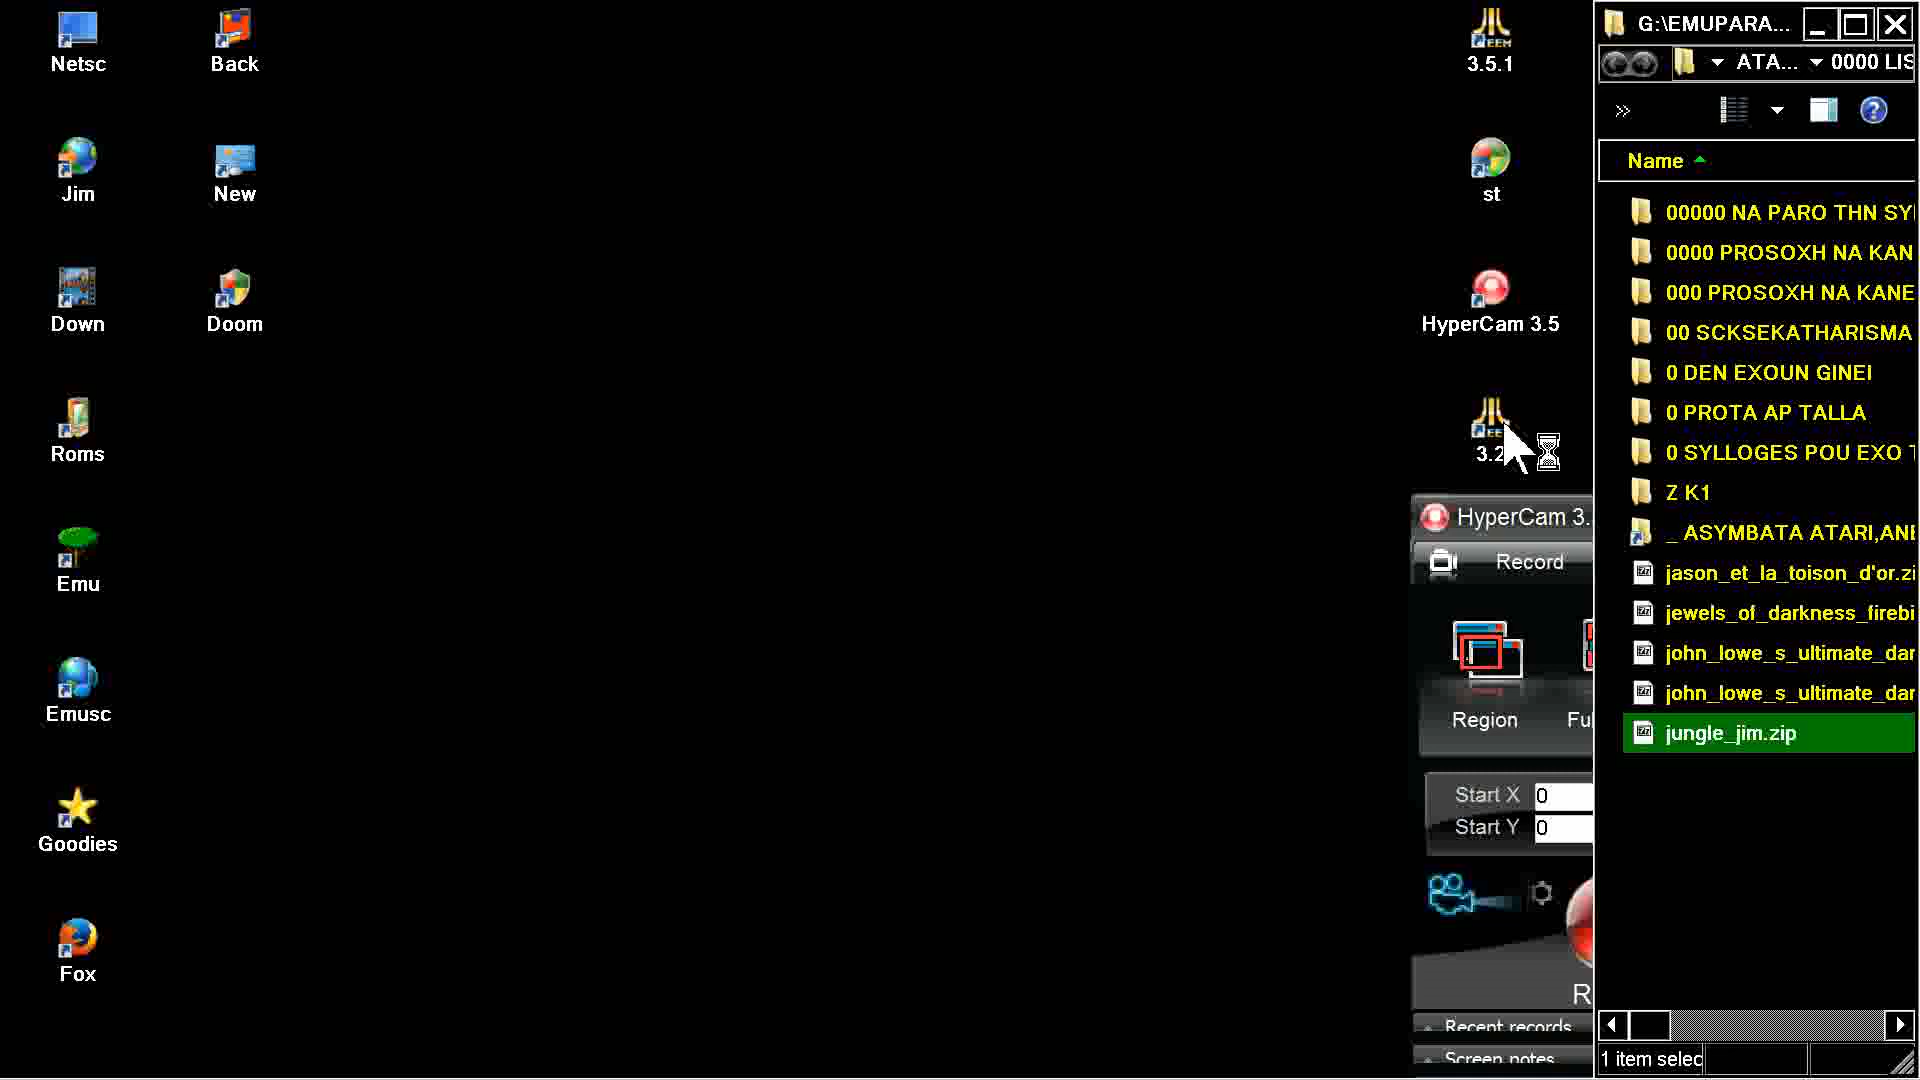 Netsc
Back
Jim
New
Down
Doom
Roms
Emu
Emusc
Goodies
Fox
3.5.1
st
HyperCam 3.5
3.2
HyperCam 3.
Record
Region
Start X 0
Start Y 0
Recent records
Screen notes
G:\EMUPARA...
ATA... 0000 LIS
Name
00000 NA PARO THN SY
0000 PROSOXH NA KAN
000 PROSOXH NA KANE
00 SCKSEKATHARISMA
0 DEN EXOUN GINEI
0 PROTA AP TALLA
0 SYLLOGES POU EXO
Z K1
_ ASYMBATA ATARI,ANE
jason_et_la_toison_d'or.zi
jewels_of_darkness_firebi
john_lowe_s_ultimate_dar
john_lowe_s_ultimate_dar
jungle_jim.zip
1 item selec